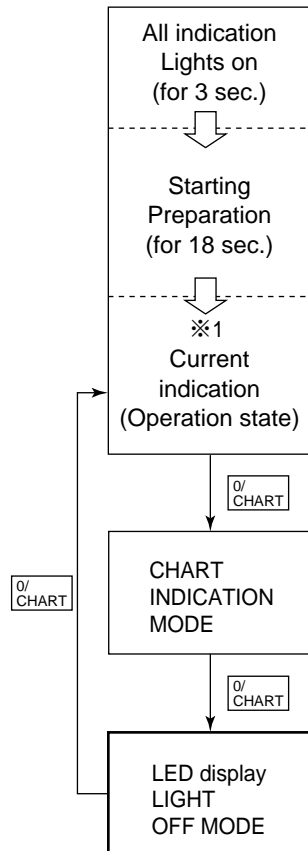 All indication
Lights on
(for 3 sec.)
Starting
Preparation
(for 18 sec.)
※1
Current
indication
(Operation state)
0/
CHART
0/
CHART
CHART
INDICATION
MODE
0/
CHART
LED display
LIGHT
OFF MODE